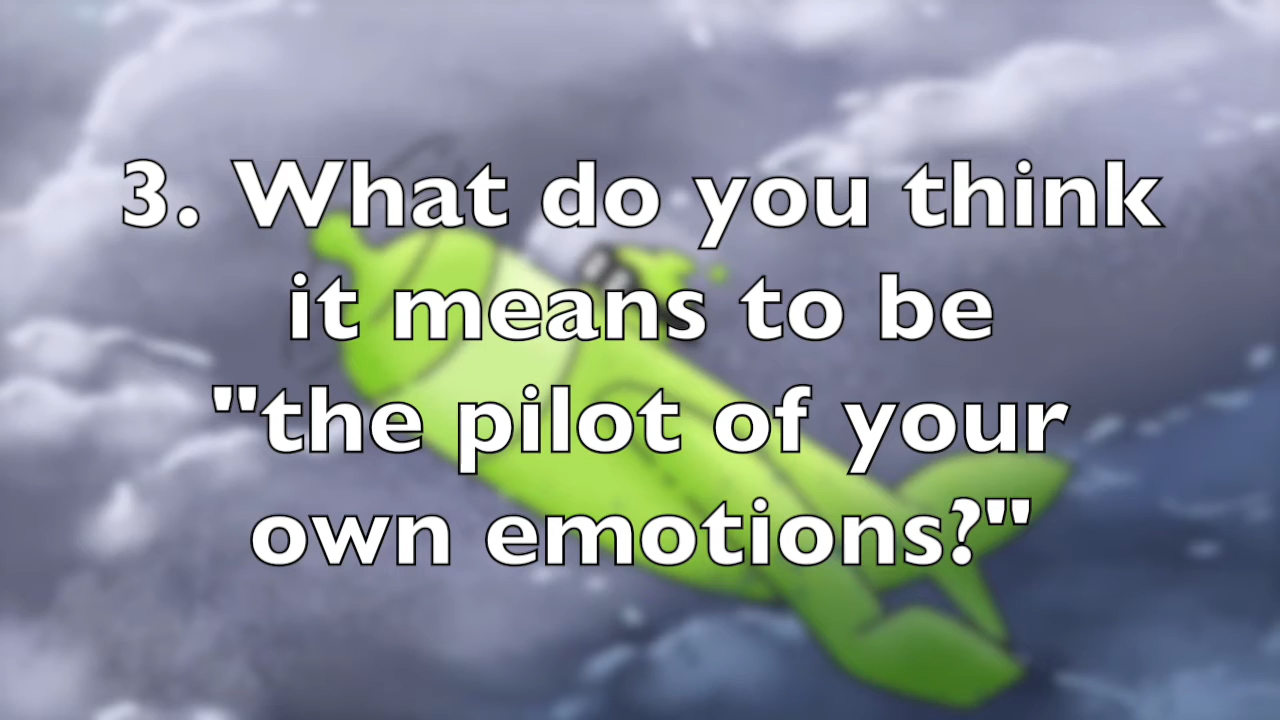 3. What do you think
it means to be
"the pilot of your
own emotions?"